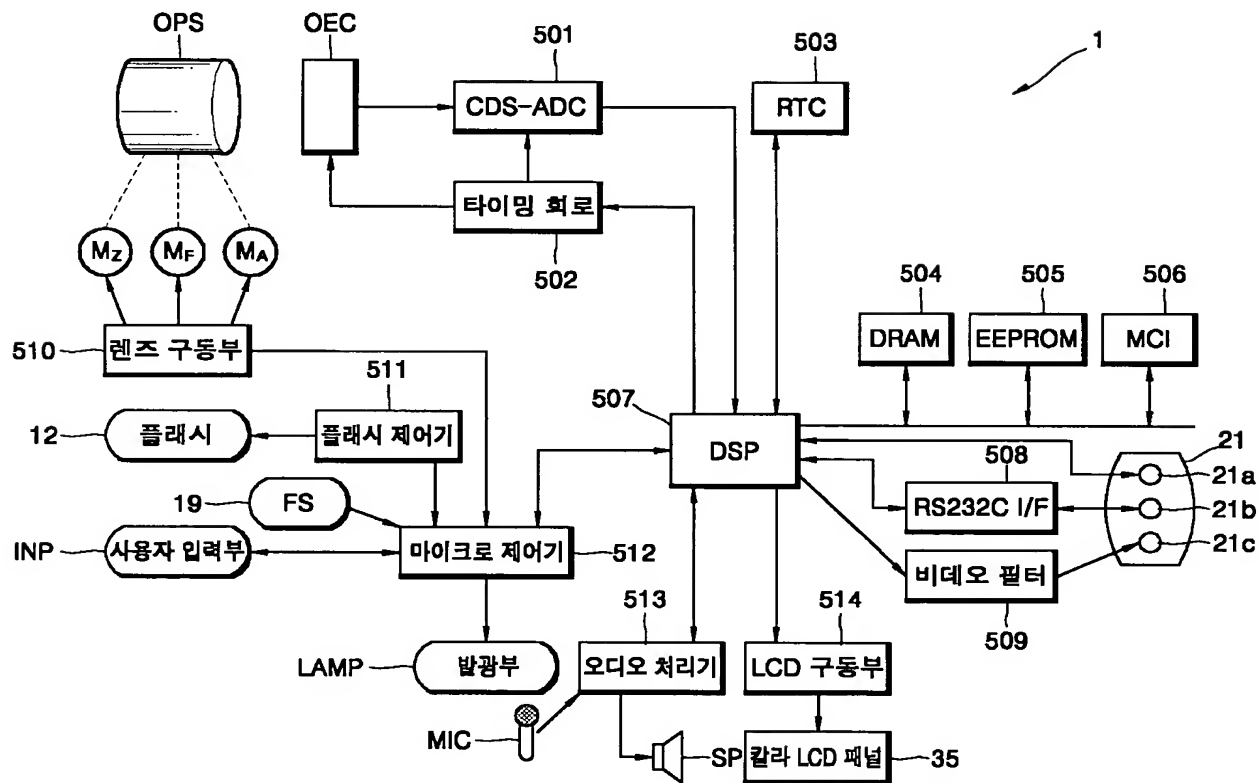 OPS
OEC
501
503
1
CDS-ADC
RTC
타이밍 회로
502
MZ
MF
MA
504
505
506
510
렌즈 구동부
DRAM
EEPROM
MCI
511
507
12
플래시
플래시 제어기
DSP
21
508
21a
19
FS
RS232C I/F
21b
INP
사용자 입력부
마이크로 제어기
512
21c
비데오 필터
513
514
509
LAMP
발광부
오디오 처리기
LCD 구동부
MIC
SP
칼라 LCD 패널
35